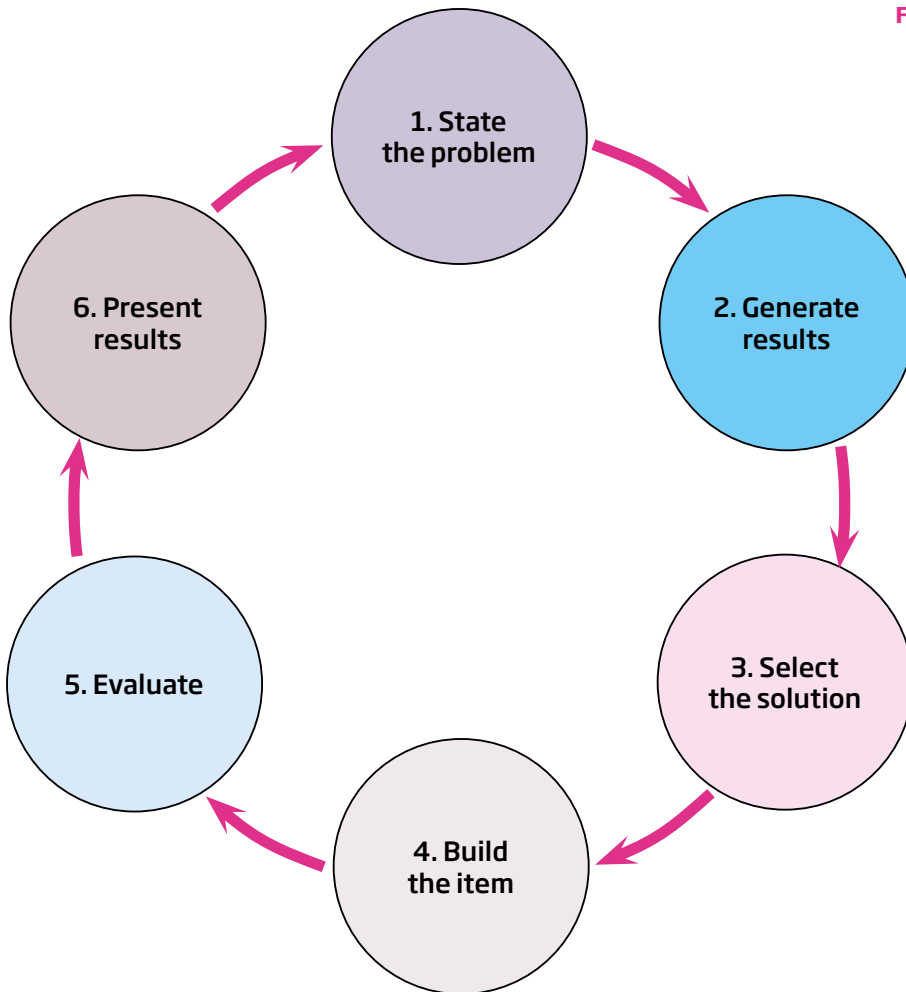 F
1. State
the problem
2. Generate
results
3. Select
the solution
4. Build
the item
5. Evaluate
6. Present
results